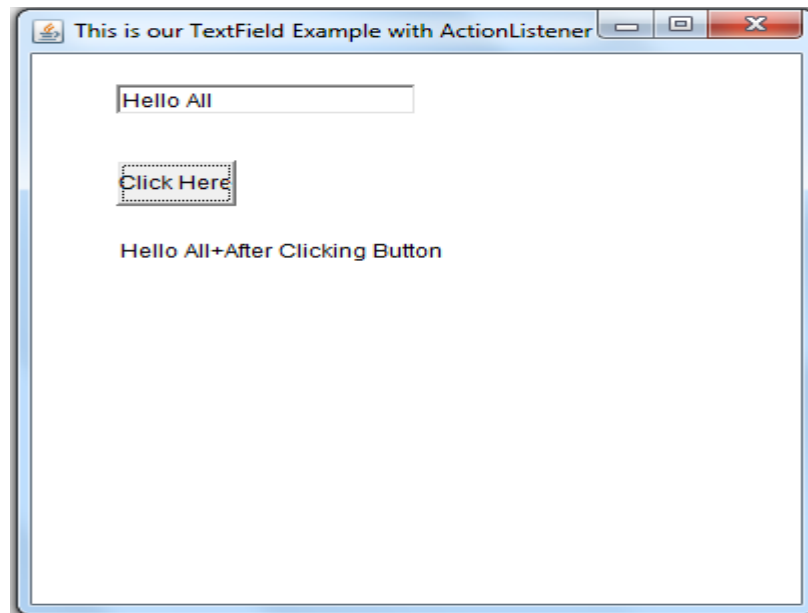 This is our TextField Example with ActionListener
Hello All
Click Here
Hello All+After Clicking Button